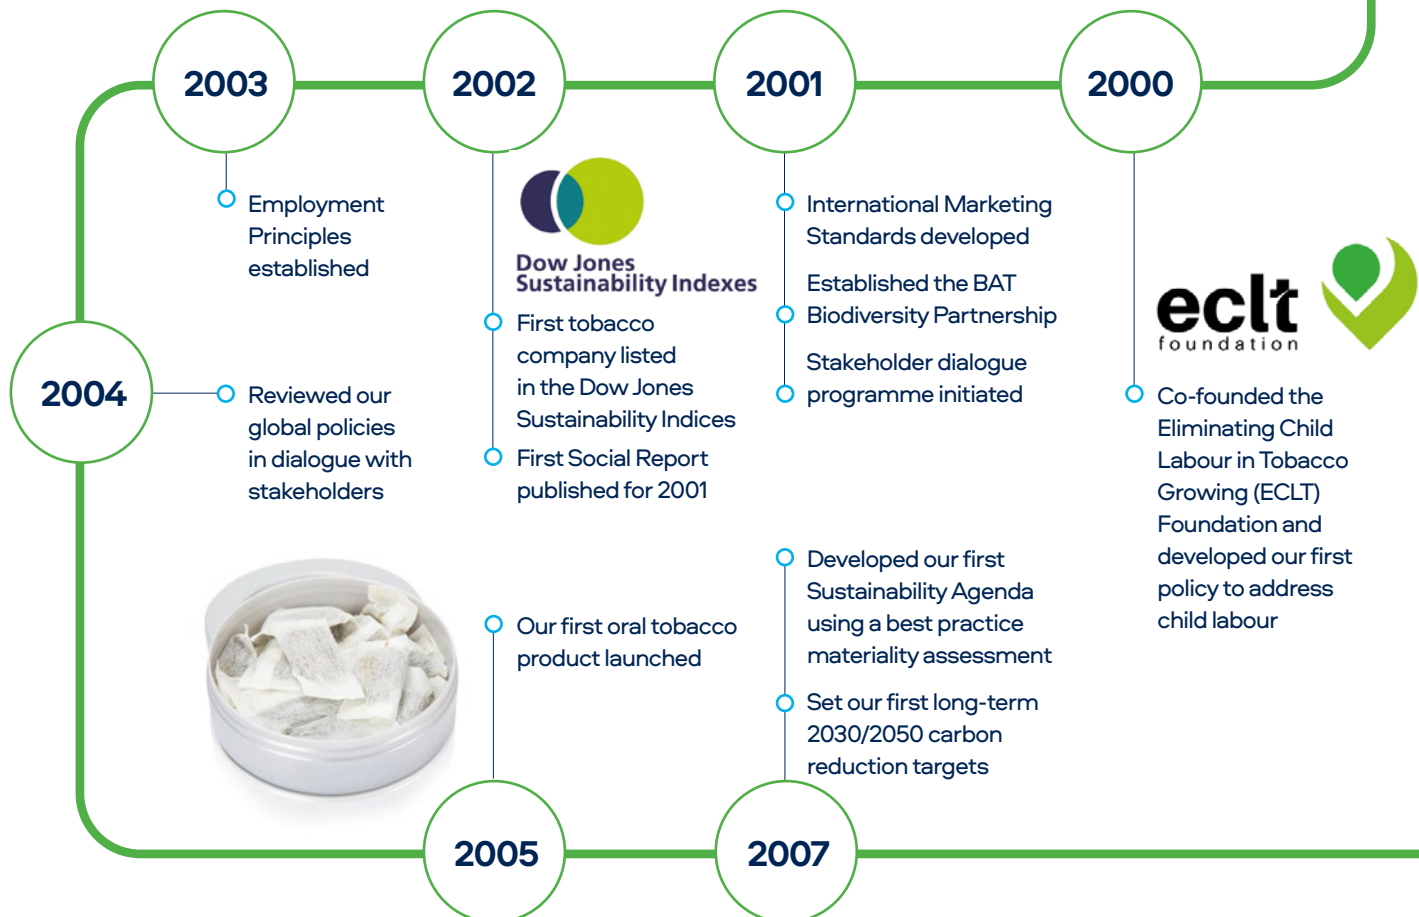 2003
2002
2001
2000
Employment
Principles
established
Dow Jones
Sustainability Indexes
First tobacco
company listed
in the Dow Jones
Sustainability Indices
First Social Report
published for 2001
International Marketing
Standards developed
Established the BAT
Biodiversity Partnership
Stakeholder dialogue
programme initiated
eclt
foundation
Co-founded the
Eliminating Child
Labour in Tobacco
Growing (ECLT)
Foundation and
developed our first
policy to address
child labour
2004
Reviewed our
global policies
in dialogue with
stakeholders
Our first oral tobacco
product launched
Developed our first
Sustainability Agenda
using a best practice
materiality assessment
Set our first long-term
2030/2050 carbon
reduction targets
2005
2007